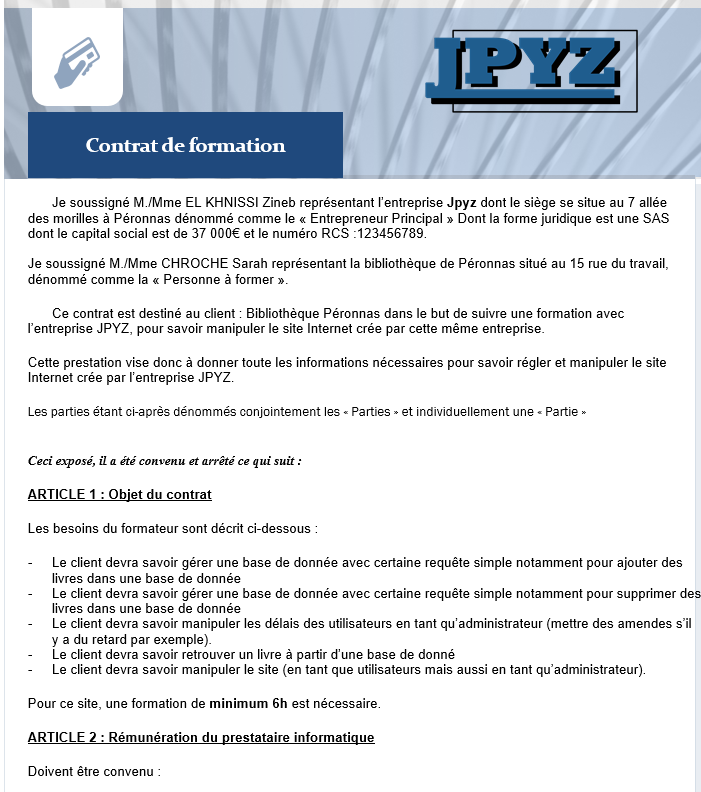 JPYZ
Contrat de formation
Je soussigné M./Mme EL KHNISSI Zineb représentant l'entreprise Jpyz dont le siège se situe au 7 allée
des morilles à Péronnas dénommé comme le « Entrepreneur Principal » Dont la forme juridique est une SAS
dont le capital social est de 37 000€ et le numéro RCS :123456789.
Je soussigné M./Mme CHROCHE Sarah représentant la bibliothèque de Péronnas situé au 15 rue du travail,
dénommé comme la « Personne à former ».
Ce contrat est destiné au client : Bibliothèque Péronnas dans le but de suivre une formation avec
l'entreprise JPYZ, pour savoir manipuler le site Internet crée par cette même entreprise.
Cette prestation vise donc à donner toute les informations nécessaires pour savoir régler et manipuler le site
Internet crée par l'entreprise JPYZ.
Les parties étant ci-après dénommés conjointement les « Parties » et individuellement une « Partie »
Ceci exposé, il a été convenu et arrêté ce qui suit :
ARTICLE 1 : Objet du contrat
Les besoins du formateur sont décrit ci-dessous :
- Le client devra savoir gérer une base de donnée avec certaine requête simple notamment pour ajouter des
livres dans une base de donnée
- Le client devra savoir gérer une base de donnée avec certaine requête simple notamment pour supprimer des
livres dans une base de donnée
- Le client devra savoir manipuler les délais des utilisateurs en tant qu'administrateur (mettre des amendes s'il
y a du retard par exemple).
- Le client devra savoir retrouver un livre à partir d'une base de donné
- Le client devra savoir manipuler le site (en tant que utilisateurs mais aussi en tant qu'administrateur).
Pour ce site, une formation de minimum 6h est nécessaire.
ARTICLE 2 : Rémunération du prestataire informatique
Doivent être convenu :